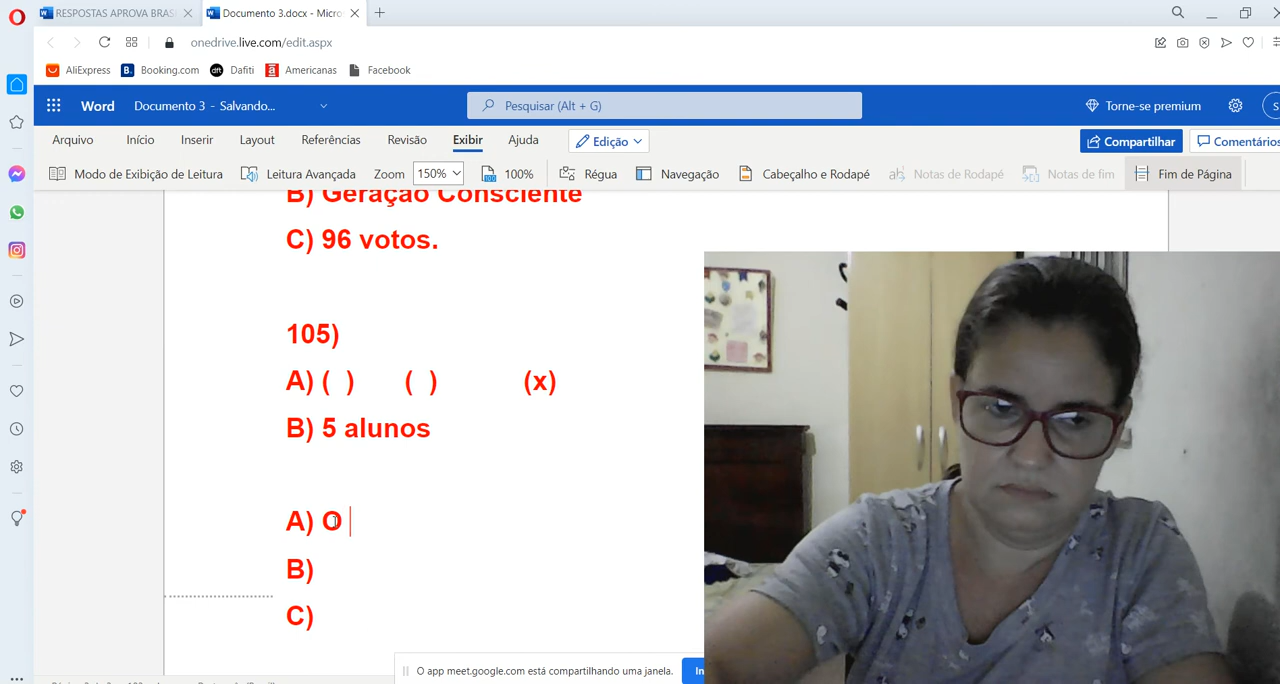 RESPOSTAS APROVA BRAS
Documento 3.docx - Micro
onedrive.live.com/edit.aspx
AliExpress
B. Booking.com
dft Dafiti
a Americanas
Facebook
Word Documento 3 - Salvando...
Pesquisar (Alt + G)
Torne-se premium
S
Arquivo Início Inserir Layout Referências Revisão Exibir Ajuda
Edição
Compartilhar
Comentários
Modo de Exibição de Leitura
Leitura Avançada
Zoom 150%
100%
Régua
Navegação
Cabeçalho e Rodapé
Notas de Rodapé
Notas de fim
Fim de Página
B) Geração Consciente
C) 96 votos.
105)
A) ( ) ( ) (x)
B) 5 alunos
A) O
B)
C)
O app meet.google.com está compartilhando uma janela.
In